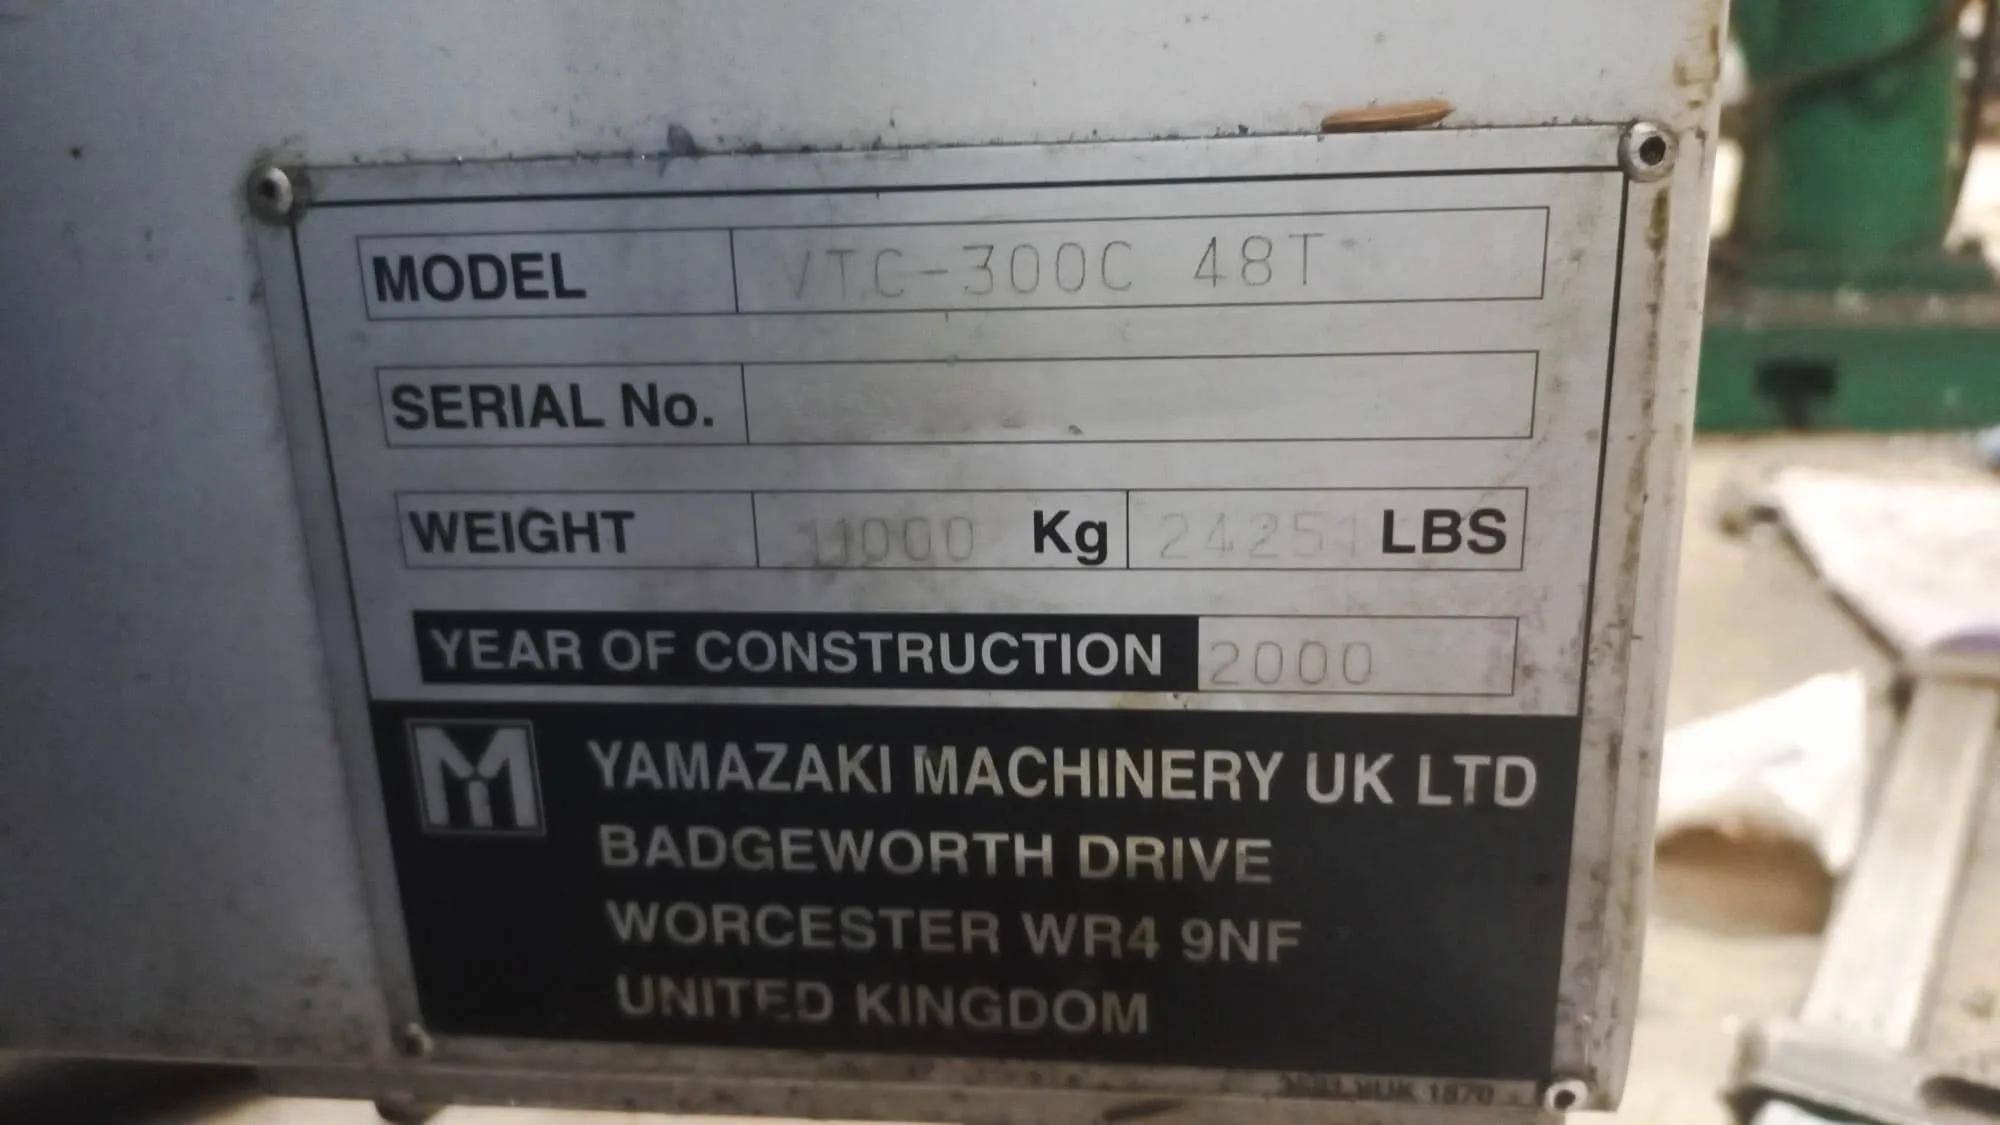 MODEL VTC-300C 48T
SERIAL No.
WEIGHT 11000 Kg 24251 LBS
YEAR OF CONSTRUCTION 2000
YAMAZAKI MACHINERY UK LTD
BADGEWORTH DRIVE
WORCESTER WR4 9NF
UNITED KINGDOM
1870